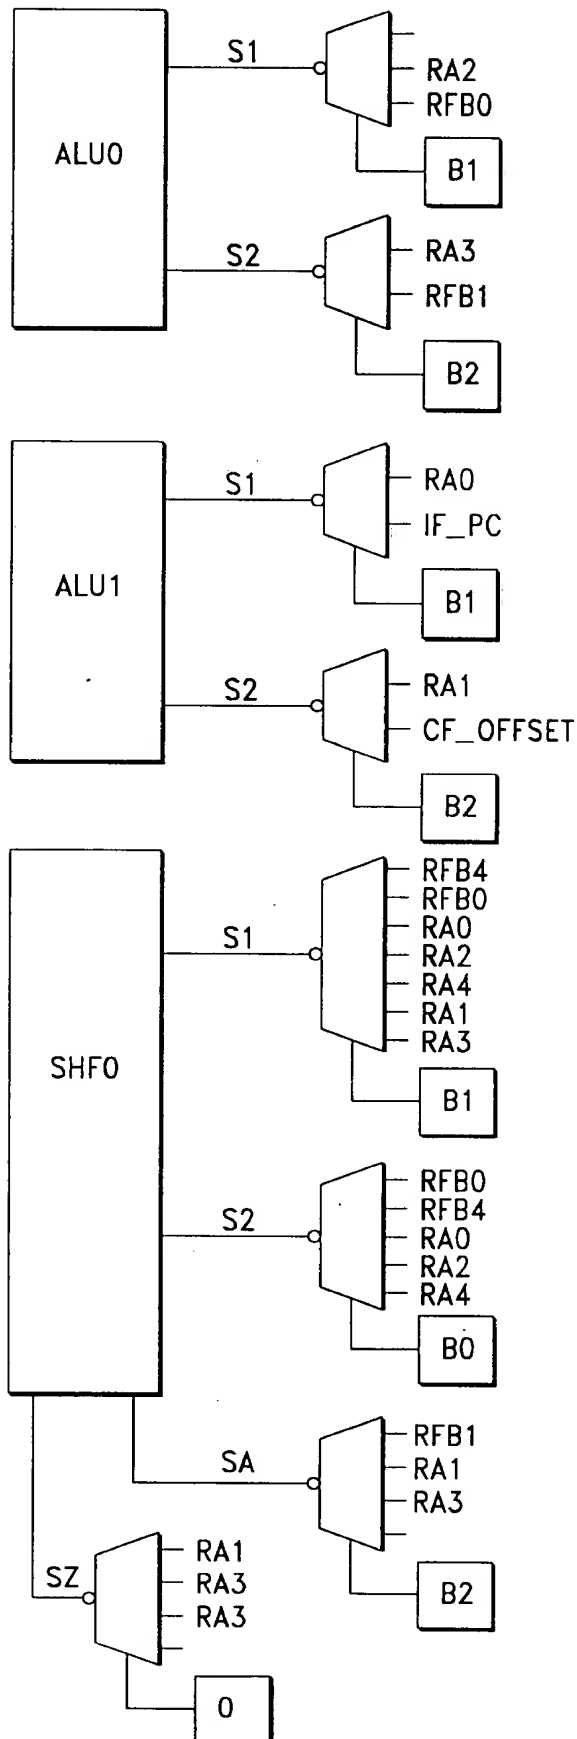 S1
RA2
RFB0
ALU0
B1
S2
RA3
RFB1
B2
S1
RA0
IF_PC
ALU1
B1
S2
RA1
CF_OFFSET
B2
RFB4
RFB0
S1
RA0
RA2
RA4
RA1
RA3
SHF0
B1
RFB0
S2
RFB4
RA0
RA2
RA4
B0
RFB1
SA
RA1
RA3
B2
SZ
RA1
RA3
RA3
0